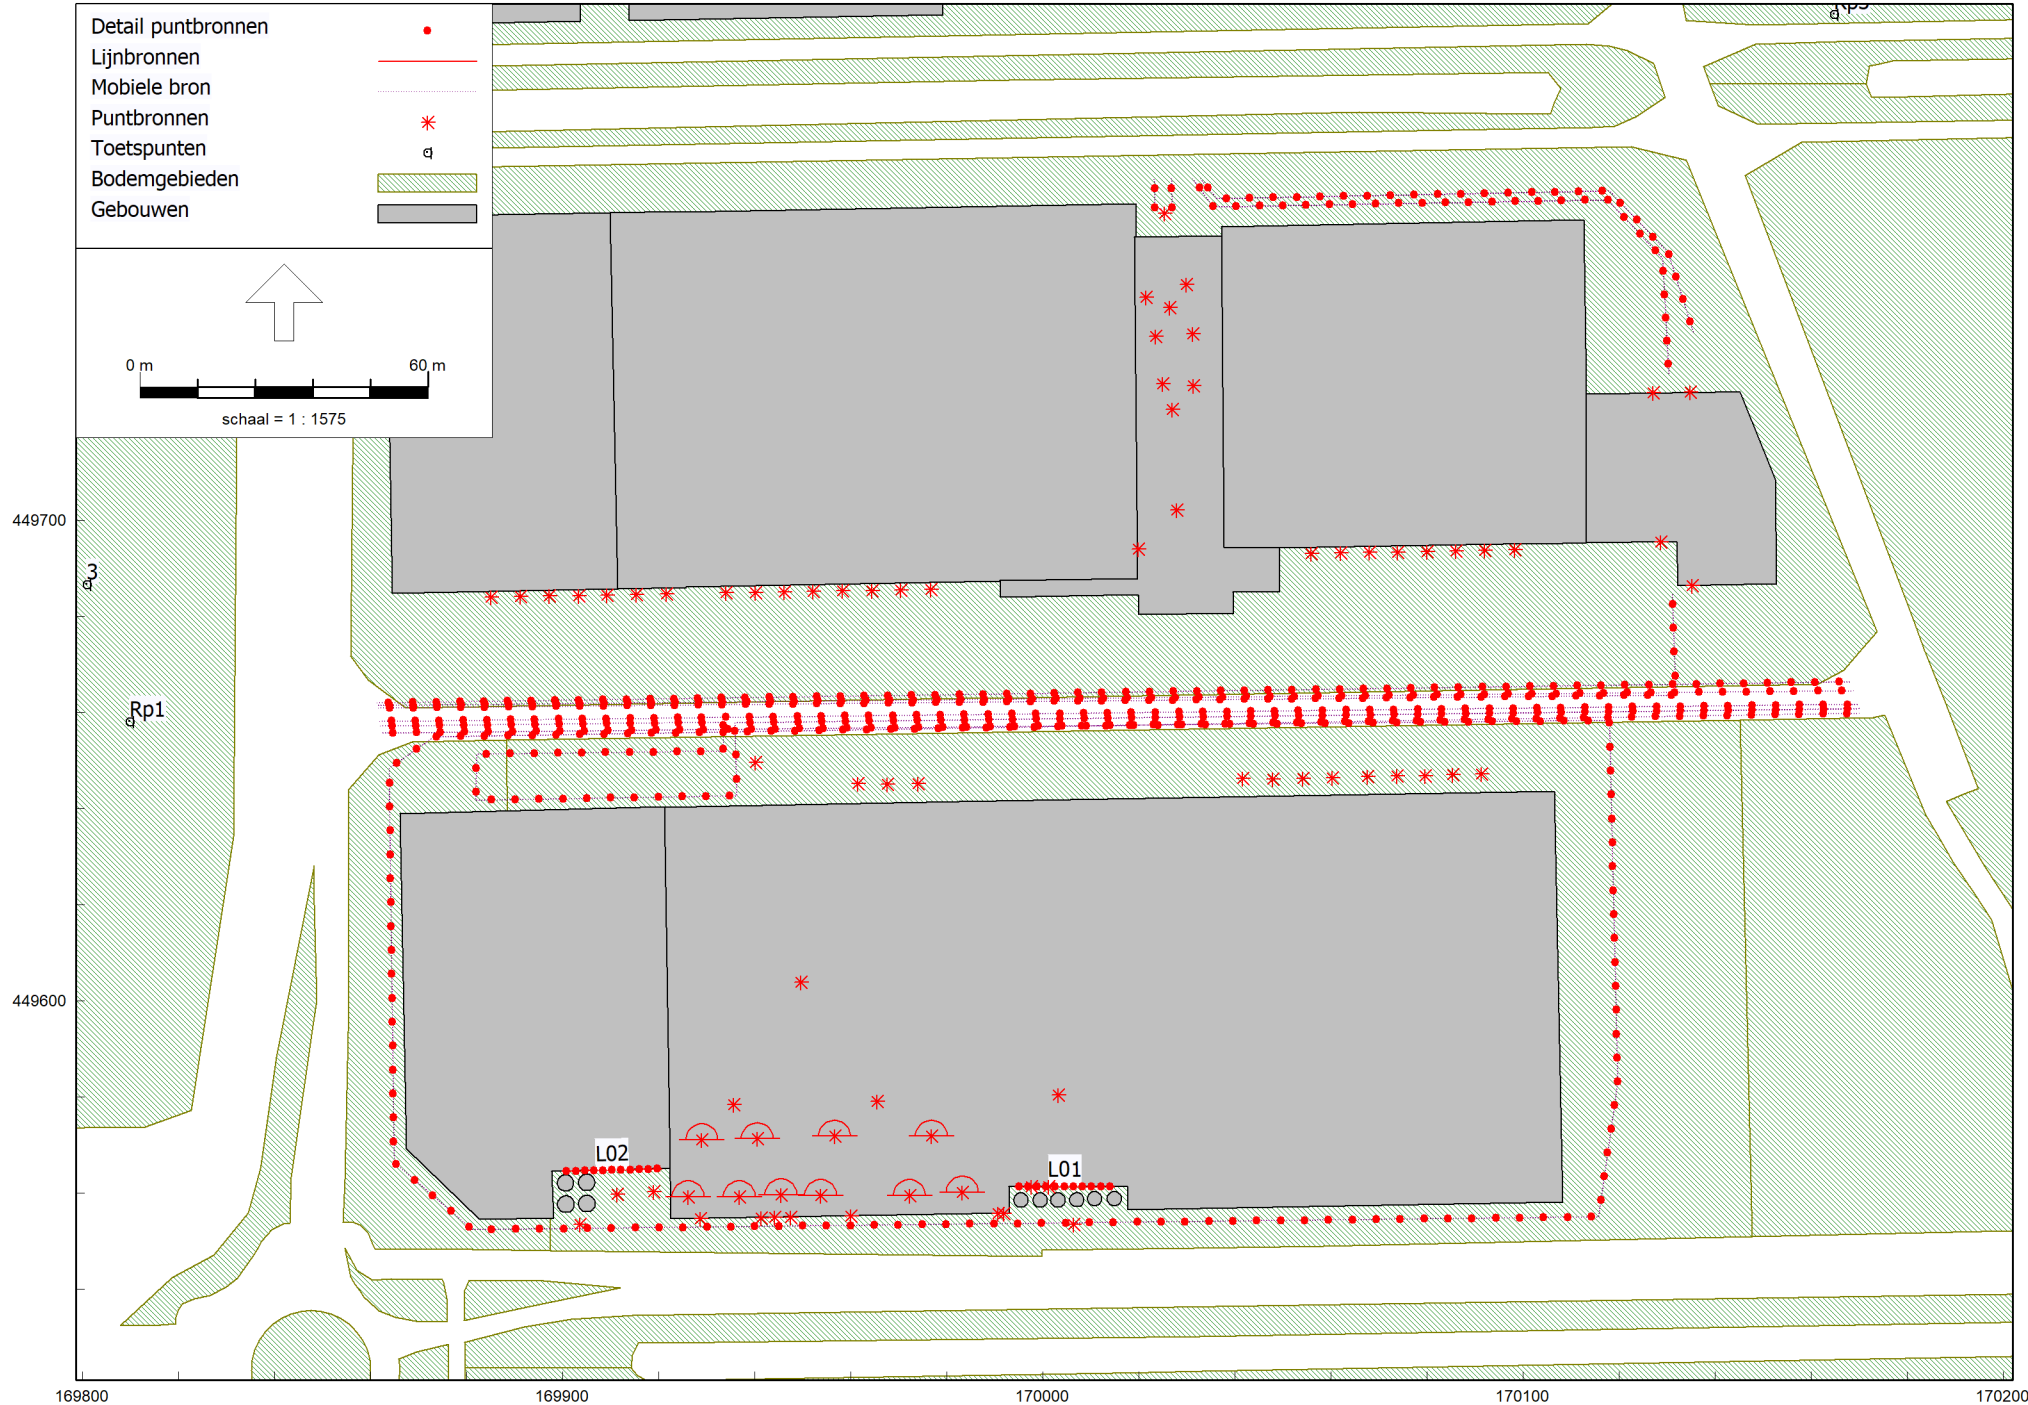 Detail puntbronnen
Lijnbronnen
Mobiele bron
Puntbronnen
Toetspunten
Bodemgebieden
Gebouwen
0 m
60 m
schaal = 1 : 1575
449700
3
Rp1
449600
L02
L01
169800
169900
170000
170100
170200